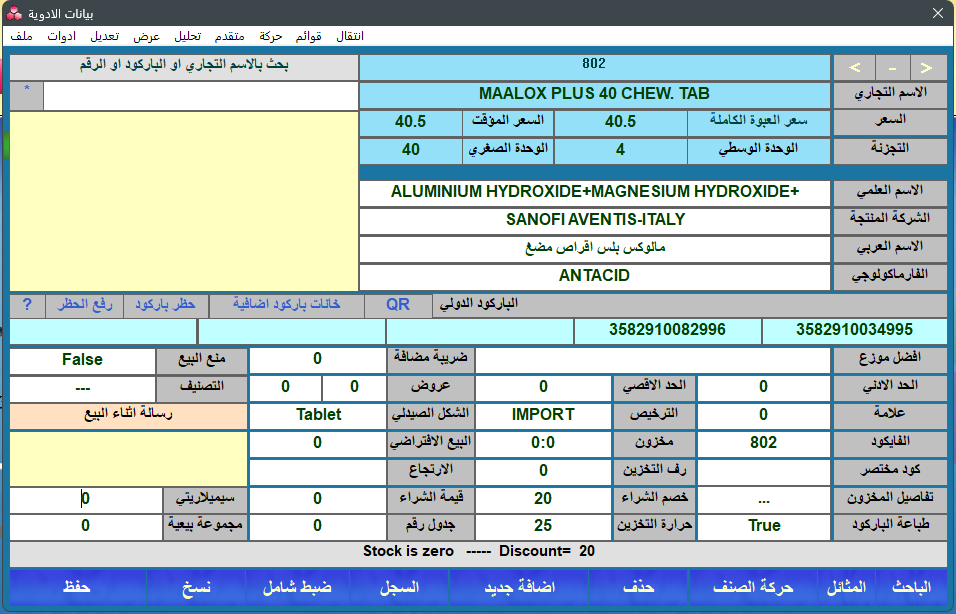 بيانات الادوية
ملف ادوات تعديل عرض تحليل متقدم حركة قوائم انتقال
< - > 802 بحث بالاسم التجاري او الباركود او الرقم
الاسم التجاري MAALOX PLUS 40 CHEW. TAB *
السعر سعر العبوة الكاملة 40.5 السعر المؤقت 40.5
التجزئة الوحدة الوسطي 4 الوحدة الصغري 40
الاسم العلمي ALUMINIUM HYDROXIDE+MAGNESIUM HYDROXIDE+
الشركة المنتجة SANOFI AVENTIS-ITALY
الاسم العربي مالوكس بلس اقراص مضغ
الفارماكولوجي ANTACID
الباركود الدولي QR خانات باركود اضافية حظر باركود رفع الحظر ?
3582910034995 3582910082996
افضل موزع ضريبة مضافة 0 منع البيع False
الحد الادني 0 الحد الاقصي 0 عروض 0 0 التصنيف ---
علامة 0 الترخيص IMPORT الشكل الصيدلي Tablet رسالة اثناء البيع
الفايكود 802 مخزون 0:0 البيع الافتراضي 0
كود مختصر رف التخزين 0 الارتجاع
تفاصيل المخزون ... خصم الشراء 20 قيمة الشراء 0 سيميلاريتي 0
طباعة الباركود True حرارة التخزين 25 جدول رقم 0 مجموعة بيعية 0
Stock is zero ----- Discount= 20
الباحث المثائل حركة الصنف حذف اضافة جديد السجل ضبط شامل نسخ حفظ